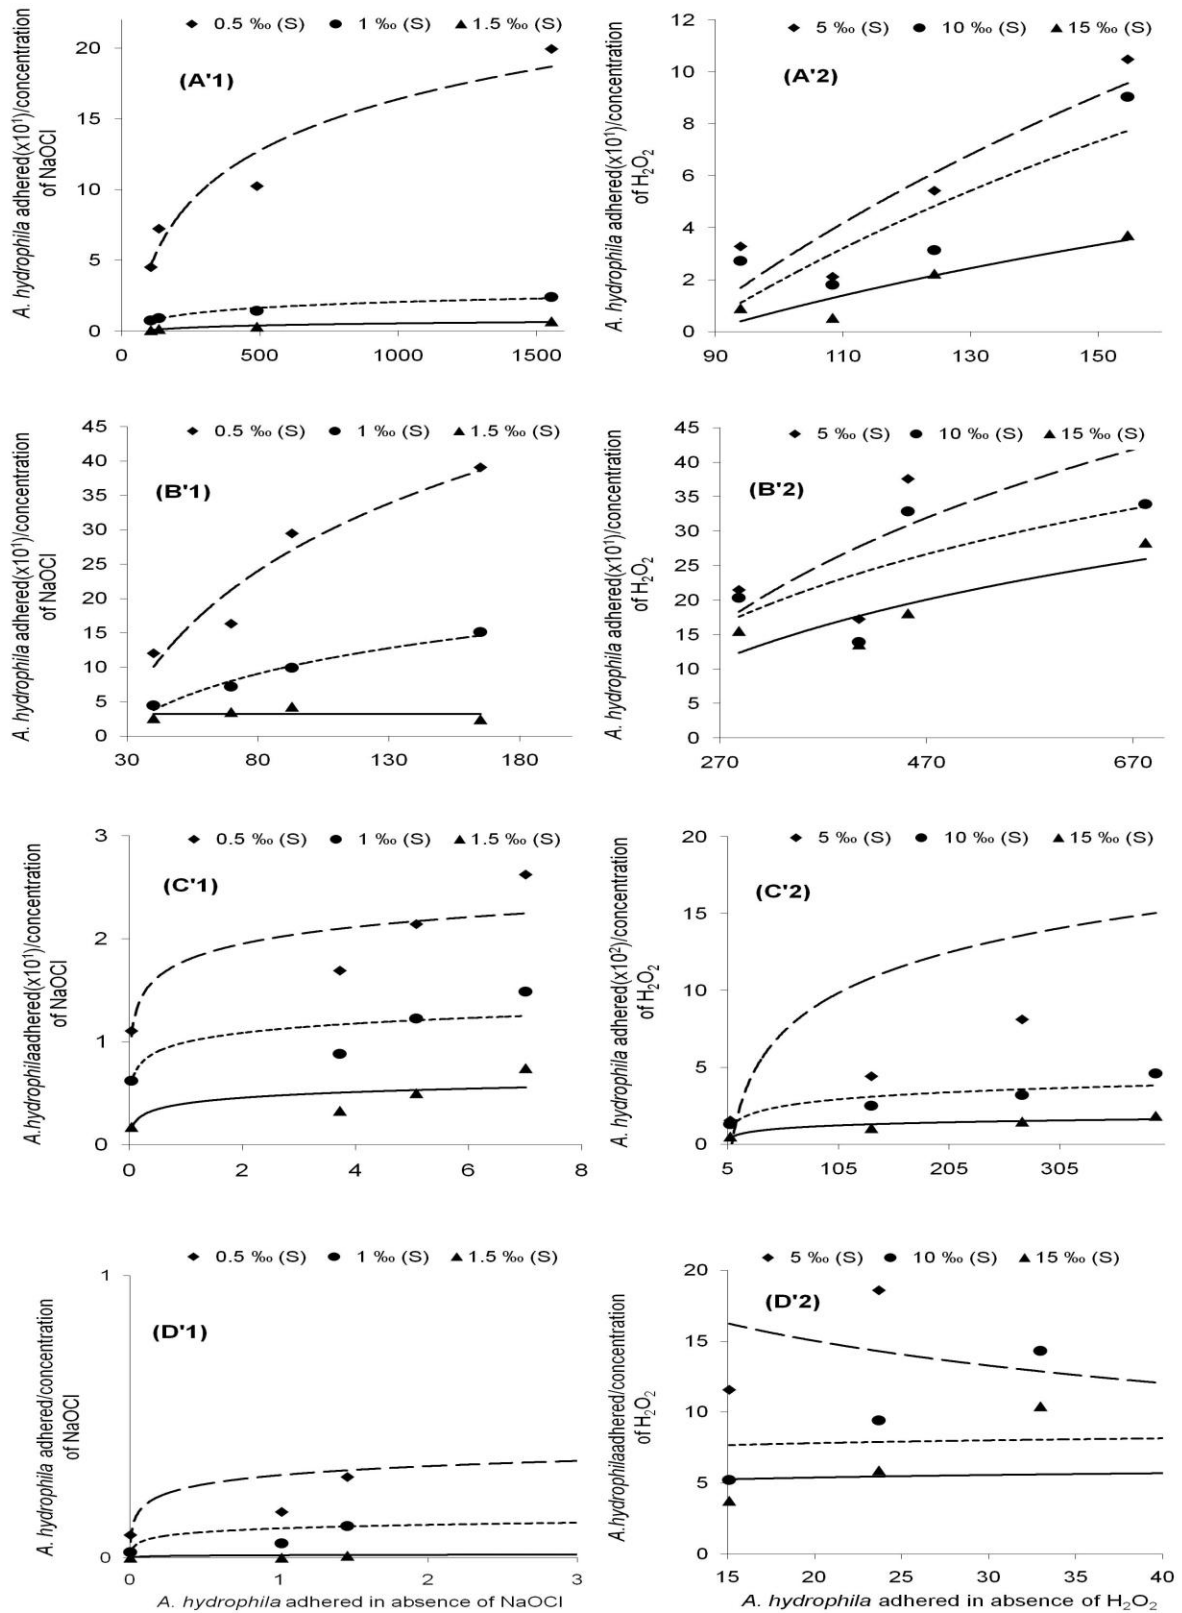 0.5 ‰ (S) 1 ‰ (S) 1.5 ‰ (S)
(A'1)
A. hydrophila adhered(x10¹)/concentration
of NaOCl
20
15
10
5
0
0 500 1000 1500
5 ‰ (S) 10 ‰ (S) 15 ‰ (S)
(A'2)
A. hydrophila adhered(x10¹)/concentration
of H₂O₂
12
10
8
6
4
2
0
90 110 130 150
0.5 ‰ (S) 1 ‰ (S) 1.5 ‰ (S)
(B'1)
A. hydrophila adhered(x10¹)/concentration
of NaOCl
45
40
35
30
25
20
15
10
5
0
30 80 130 180
5 ‰ (S) 10 ‰ (S) 15 ‰ (S)
(B'2)
A. hydrophila adhered(x10¹)/concentration
of H₂O₂
45
40
35
30
25
20
15
10
5
0
270 470 670
0.5 ‰ (S) 1 ‰ (S) 1.5 ‰ (S)
(C'1)
A.hydrophilaadhered(x10¹)/concentration
of NaOCl
3
2
1
0
0 2 4 6 8
5 ‰ (S) 10 ‰ (S) 15 ‰ (S)
(C'2)
A. hydrophila adhered(x10²)/concentration
of H₂O₂
20
15
10
5
0
5 105 205 305
0.5 ‰ (S) 1 ‰ (S) 1.5 ‰ (S)
(D'1)
A. hydrophila adhered/concentration
of NaOCl
1
0
0 1 2 3
A. hydrophila adhered in absence of NaOCl
5 ‰ (S) 10 ‰ (S) 15 ‰ (S)
(D'2)
A.hydrophilaadhered/concentration
of H₂O₂
20
15
10
5
0
15 20 25 30 35 40
A. hydrophila adhered in absence of H₂O₂